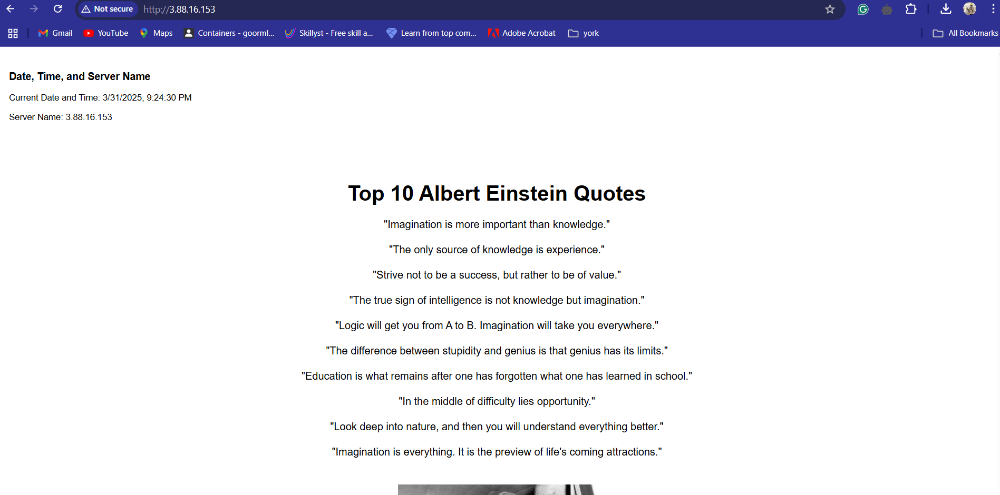 Not secure http://3.88.16.153
Gmail YouTube Maps Containers - goorml... Skillyst - Free skill a... Learn from top com... Adobe Acrobat york All Bookmarks
Date, Time, and Server Name
Current Date and Time: 3/31/2025, 9:24:30 PM
Server Name: 3.88.16.153
Top 10 Albert Einstein Quotes
"Imagination is more important than knowledge."
"The only source of knowledge is experience."
"Strive not to be a success, but rather to be of value."
"The true sign of intelligence is not knowledge but imagination."
"Logic will get you from A to B. Imagination will take you everywhere."
"The difference between stupidity and genius is that genius has its limits."
"Education is what remains after one has forgotten what one has learned in school."
"In the middle of difficulty lies opportunity."
"Look deep into nature, and then you will understand everything better."
"Imagination is everything. It is the preview of life's coming attractions."